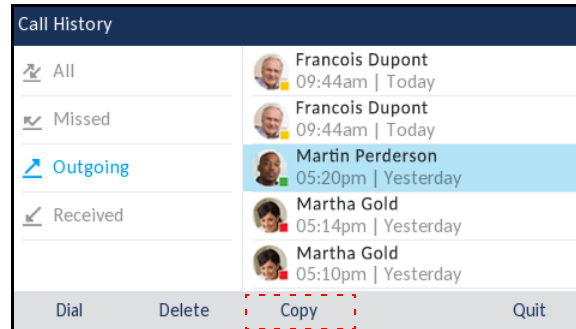 Call History
All
Missed
Outgoing
Received
Francois Dupont
09:44am | Today
Francois Dupont
09:44am | Today
Martin Perderson
05:20pm | Yesterday
Martha Gold
05:14pm | Yesterday
Martha Gold
05:10pm | Yesterday
Dial Delete Copy Quit